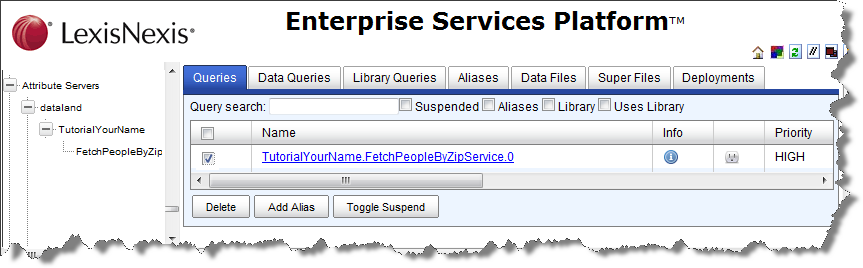 LexisNexis®
Enterprise Services Platform™
Attribute Servers
dataland
TutorialYourName
FetchPeopleByZip
Queries Data Queries Library Queries Aliases Data Files Super Files Deployments
Query search: Suspended Aliases Library Uses Library
Name Info Priority
TutorialYourName.FetchPeopleByZipService.0 HIGH
Delete Add Alias Toggle Suspend